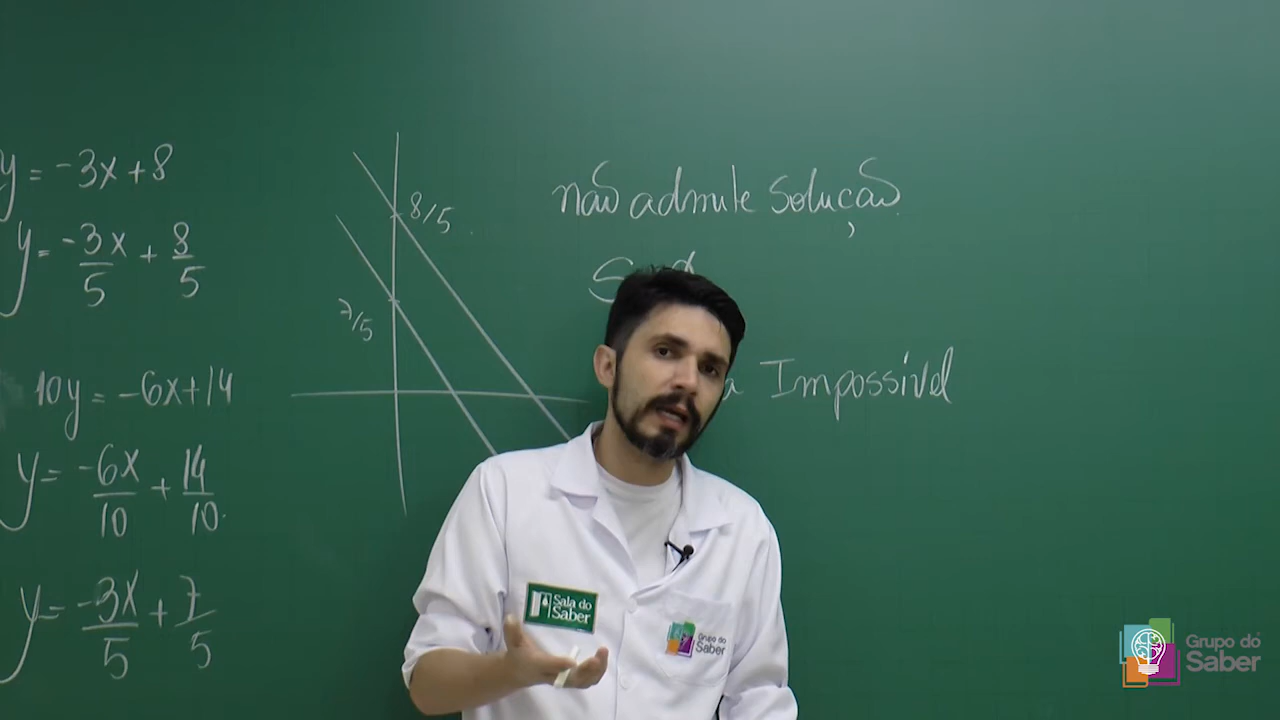 y = -3x + 8
y = -3x/5 + 8/5
10y = -6x + 14
y = -6x/10 + 14/10.
y = -3x/5 + 7/5
8/5
7/5
não admite solução.
a Impossível
Sala do
Saber
Grupo do
Saber
Grupo do
Saber